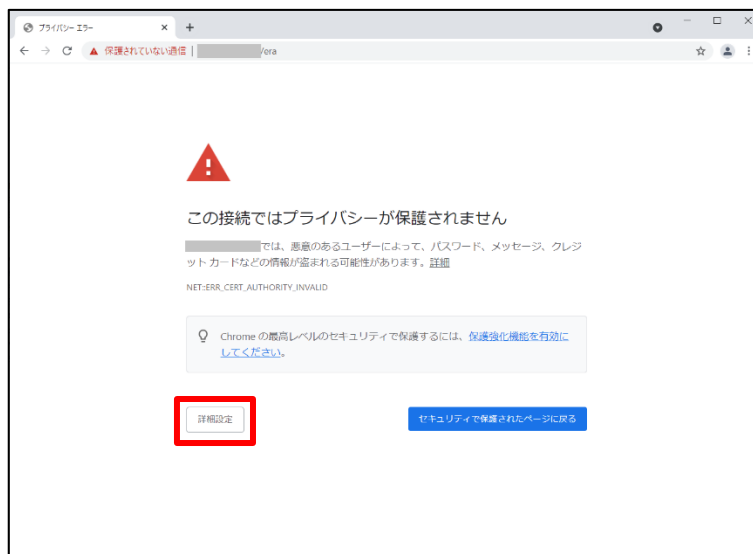 プライバシー エラー
保護されていない通信 | /era
この接続ではプライバシーが保護されません
では、悪意のあるユーザーによって、パスワード、メッセージ、クレジ
ット カードなどの情報が盗まれる可能性があります。詳細
NET::ERR_CERT_AUTHORITY_INVALID
Chrome の最高レベルのセキュリティで保護するには、保護強化機能を有効に
してください。
詳細設定
セキュリティで保護されたページに戻る